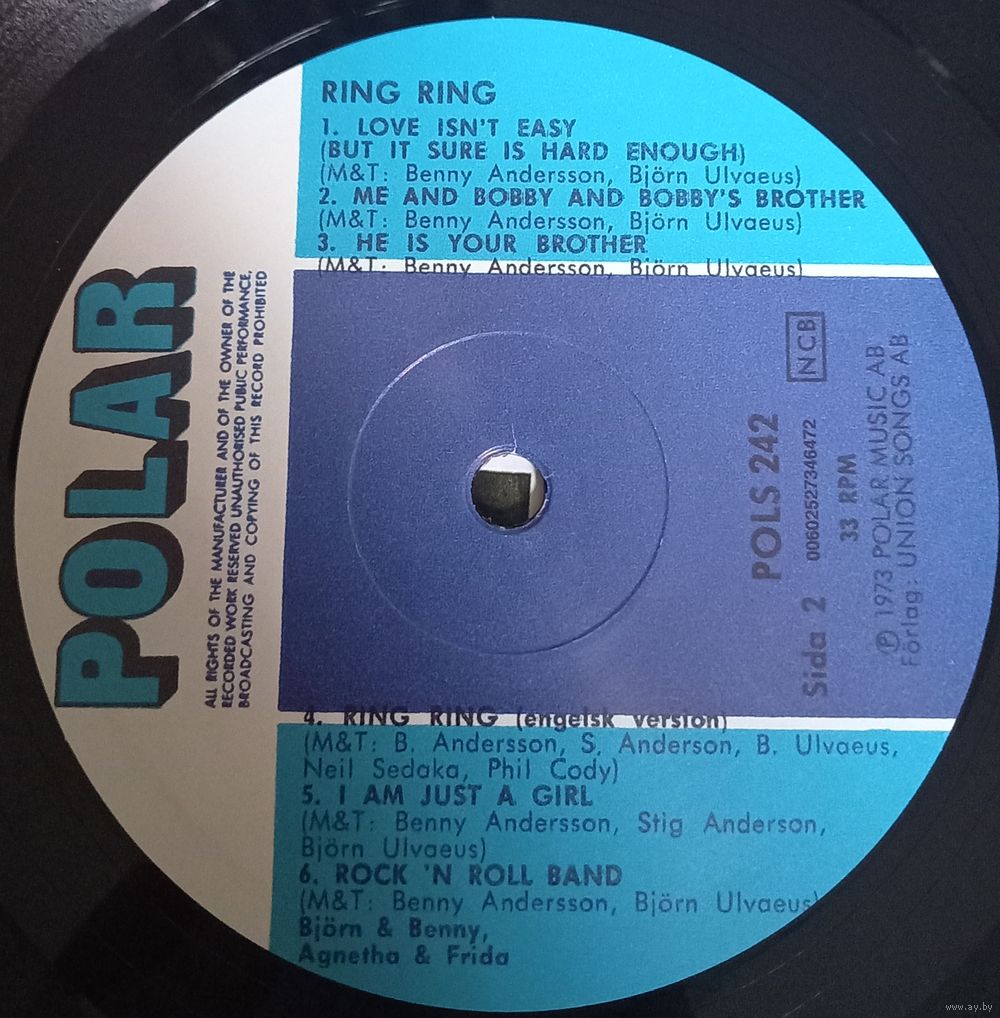 RING RING
1. LOVE ISN'T EASY
(BUT IT SURE IS HARD ENOUGH)
(M&T: Benny Andersson, Björn Ulvaeus)
2. ME AND BOBBY AND BOBBY'S BROTHER
(M&T: Benny Andersson, Björn Ulvaeus)
3. HE IS YOUR BROTHER
(M&T: Benny Andersson, Björn Ulvaeus)
POLAR
ALL RIGHTS OF THE MANUFACTURER AND OF THE OWNER OF THE
RECORDED WORK RESERVED UNAUTHORISED PUBLIC PERFORMANCE,
BROADCASTING AND COPYING OF THIS RECORD PROHIBITED
POLS 242
NCB
Sida 2
00602527346472
33 RPM
Ⓟ 1973 POLAR MUSIC AB
Förlag: UNION SONGS AB
4. RING RING (engelsk version)
(M&T: B. Andersson, S. Anderson, B. Ulvaeus,
Neil Sedaka, Phil Cody)
5. I AM JUST A GIRL
(M&T: Benny Andersson, Stig Anderson,
Björn Ulvaeus)
6. ROCK 'N ROLL BAND
(M&T: Benny Andersson, Björn Ulvaeus)
Björn & Benny,
Agnetha & Frida
www.ay.by